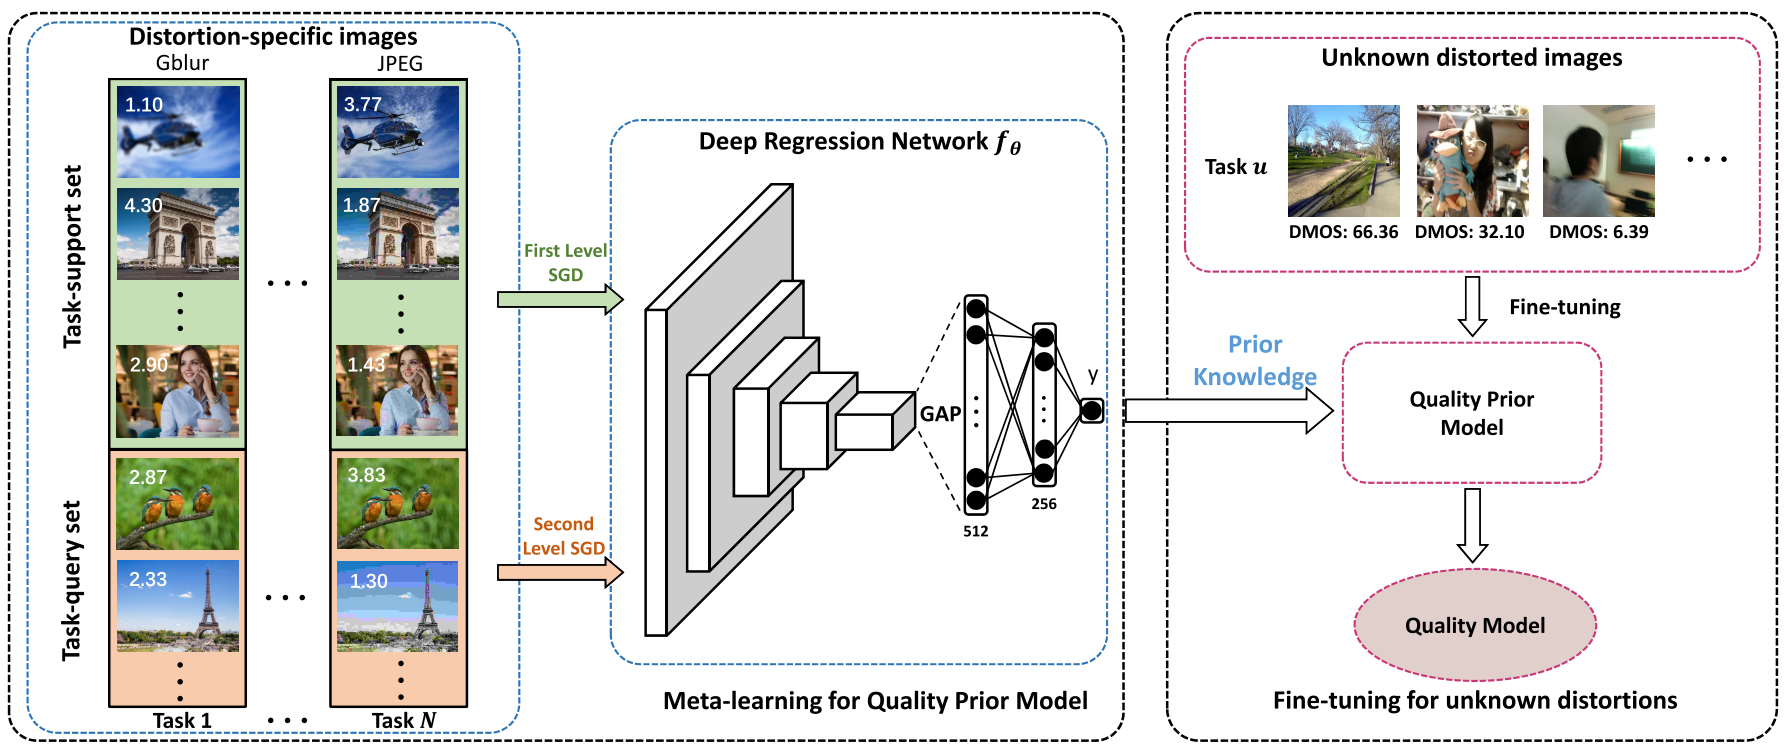 Distortion-specific images
Gblur
JPEG
1.10
3.77
4.30
1.87
2.90
1.43
Task-support set
2.87
3.83
2.33
1.30
Task-query set
Task 1
Task N
First Level
SGD
Second
Level SGD
Deep Regression Network fθ
GAP
512
256
y
Meta-learning for Quality Prior Model
Prior
Knowledge
Unknown distorted images
Task u
DMOS: 66.36
DMOS: 32.10
DMOS: 6.39
Fine-tuning
Quality Prior
Model
Quality Model
Fine-tuning for unknown distortions